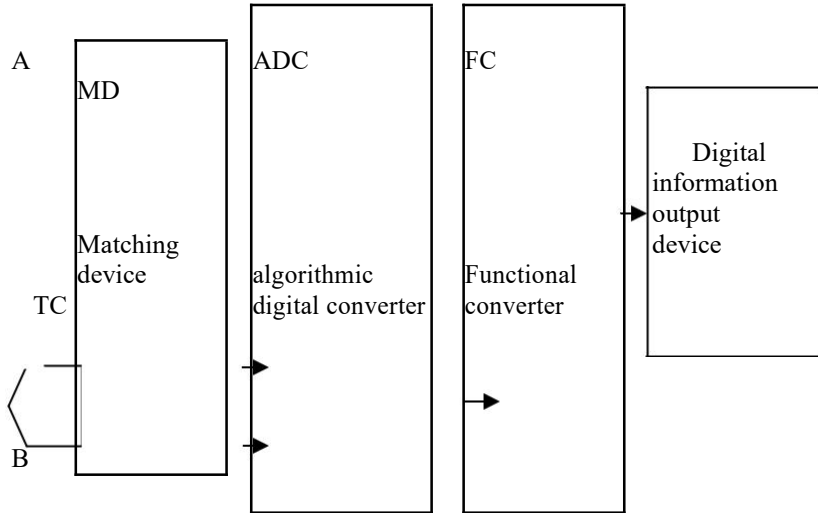 A
MD
Matching
device
TC
B
ADC
algorithmic
digital converter
FC
Functional
converter
Digital
information
output
device